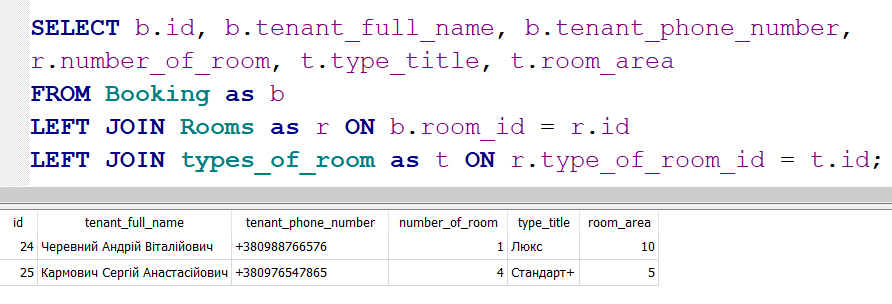 SELECT b.id, b.tenant_full_name, b.tenant_phone_number,
r.number_of_room, t.type_title, t.room_area
FROM Booking as b
LEFT JOIN Rooms as r ON b.room_id = r.id
LEFT JOIN types_of_room as t ON r.type_of_room_id = t.id;
id tenant_full_name tenant_phone_number number_of_room type_title room_area
24 Черевний Андрій Віталійович +380988766576 1 Люкс 10
25 Кармович Сергій Анастасійович +380976547865 4 Стандарт+ 5